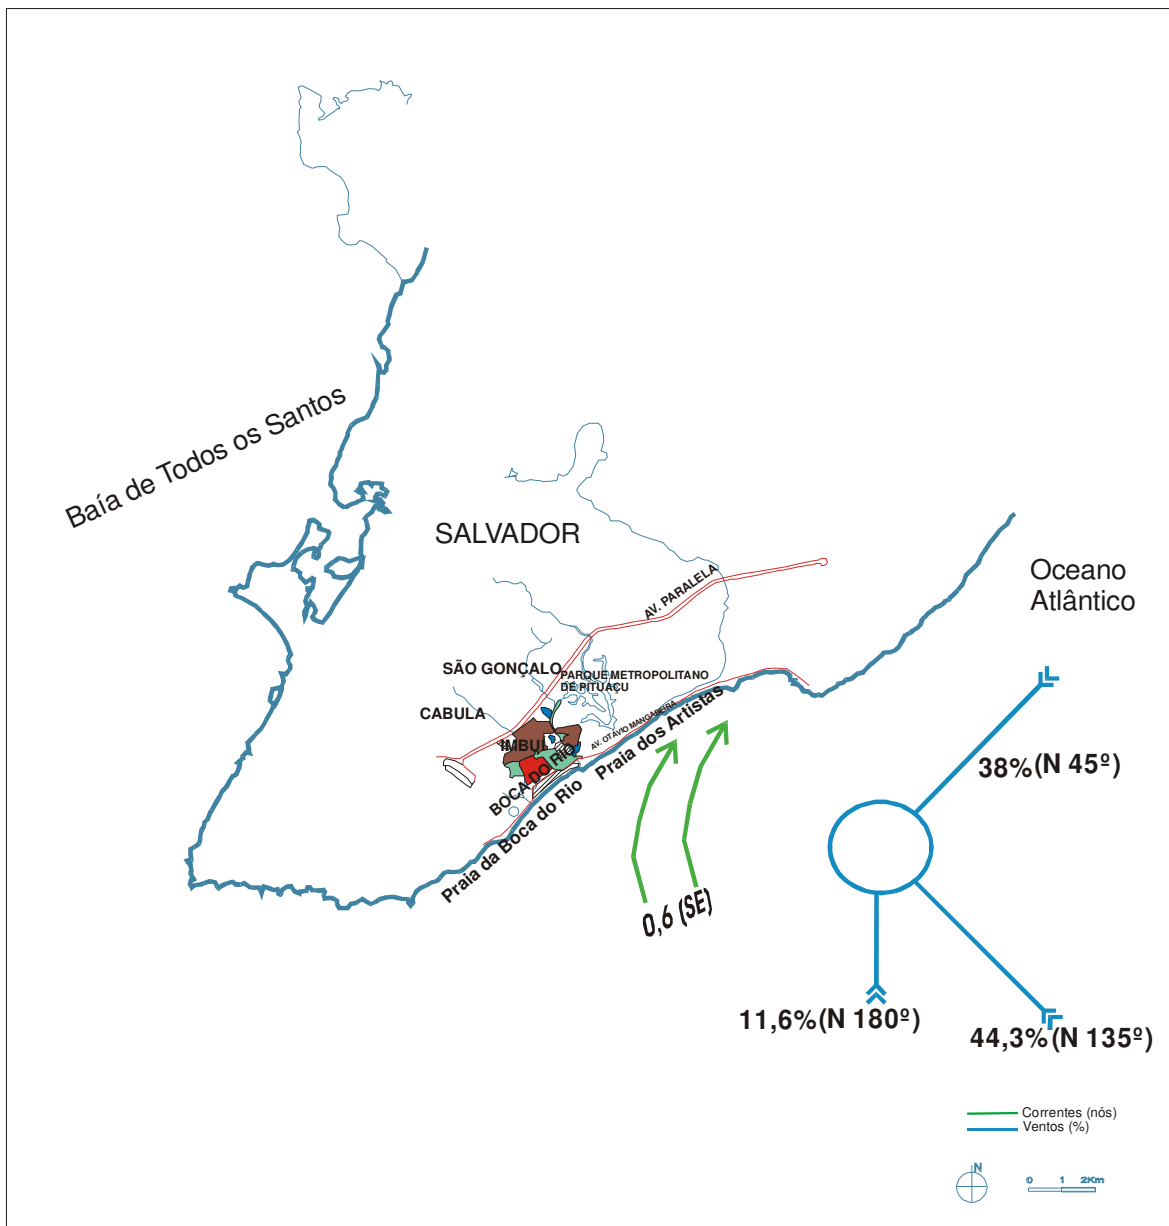 Baía de Todos os Santos
SALVADOR
Oceano
Atlântico
AV. PARALELA
SÃO GONÇALO
PARQUE METROPOLITANO
DE PITUAÇU
CABULA
IMBUI
AV. OTÁVIO MANGABEIRA
BOCA DO RIO
Praia dos Artistas
Praia da Boca do Rio
38% (N 45º)
0,6 (SE)
11,6% (N 180º)
44,3% (N 135º)
Correntes (nós)
Ventos (%)
N
0 1 2Km